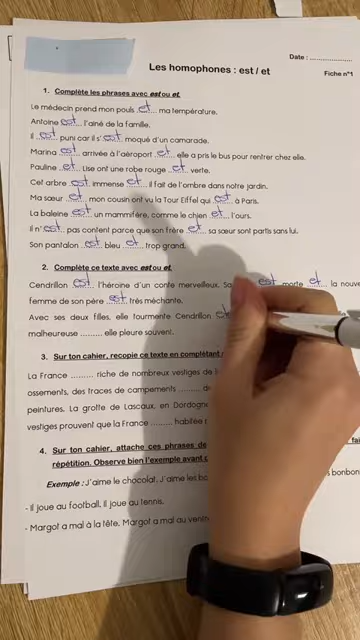 Date : ....................
Les homophones : est / et
Fiche n°1
1. Complète les phrases avec est ou et.
Le médecin prend mon pouls et ma température.
Antoine est l'aîné de la famille.
Il est puni car il s'est moqué d'un camarade.
Marina est arrivée à l'aéroport et elle a pris le bus pour rentrer chez elle.
Pauline et Lise ont une robe rouge et verte.
Cet arbre est immense et il fait de l'ombre dans notre jardin.
Ma sœur et mon cousin ont vu la Tour Eiffel qui est à Paris.
La baleine est un mammifère, comme le chien et l'ours.
Il n'est pas content parce que son frère et sa sœur sont partis sans lui.
Son pantalon est bleu et trop grand.
2. Complète ce texte avec est ou et.
Cendrillon est l'héroïne d'un conte merveilleux. Sa est morte et la nouve
femme de son père est très méchante.
Avec ses deux filles, elle tourmente Cendrillon
malheureuse ......... elle pleure souvent.
3. Sur ton cahier, recopie ce texte en complétant
La France ......... riche de nombreux vestiges de
ossements, des traces de campements .........
peintures. La grotte de Lascaux, en Dordogne
vestiges prouvent que la France ......... habitée
4. Sur ton cahier, attache ces phrases de
répétition. Observe bien l'exemple avant
Exemple : J'aime le chocolat. J'aime les bonbon
- Il joue au football. Il joue au tennis.
- Margot a mal à la tête. Margot a mal au ventr